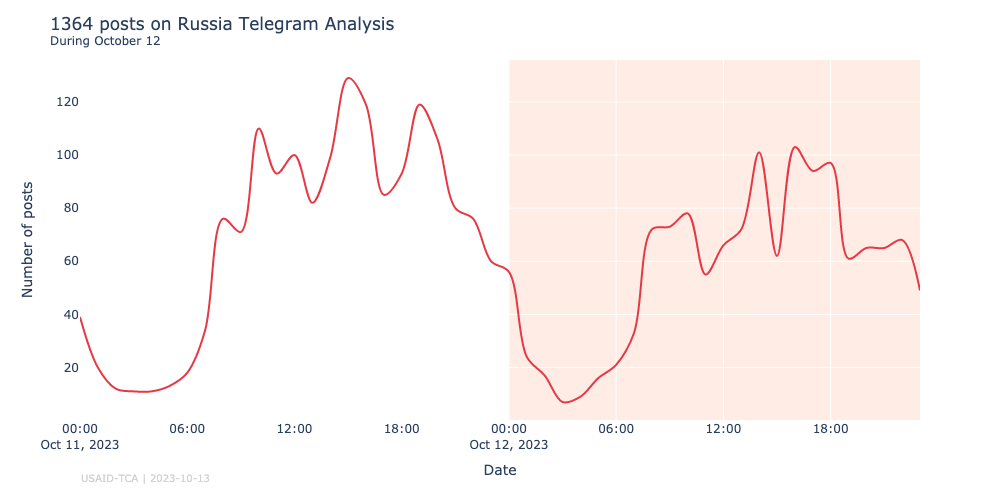 1364 posts on Russia Telegram Analysis
During October 12
Number of posts
120
100
80
60
40
20
00:00 06:00 12:00 18:00 00:00 06:00 12:00 18:00
Oct 11, 2023 Oct 12, 2023
Date
USAID-TCA | 2023-10-13